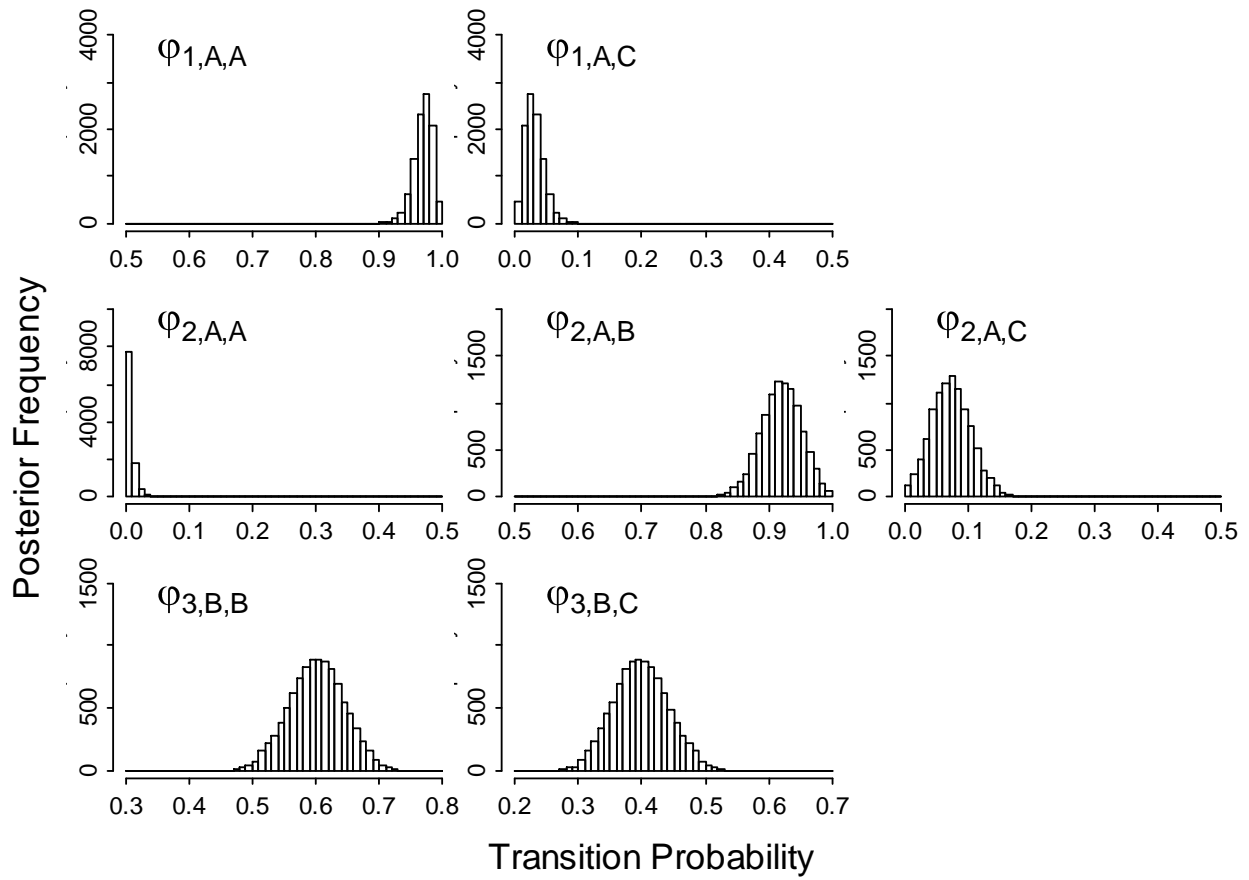 φ1,A,A
φ1,A,C
0 2000 4000
0 2000 4000
0.5 0.6 0.7 0.8 0.9 1.0
0.0 0.1 0.2 0.3 0.4 0.5
φ2,A,A
φ2,A,B
φ2,A,C
0 4000 8000
0 500 1500
0 500 1500
0.0 0.1 0.2 0.3 0.4 0.5
0.5 0.6 0.7 0.8 0.9 1.0
0.0 0.1 0.2 0.3 0.4 0.5
Posterior Frequency
φ3,B,B
φ3,B,C
0 500 1500
0 500 1500
0.3 0.4 0.5 0.6 0.7 0.8
0.2 0.3 0.4 0.5 0.6 0.7
Transition Probability